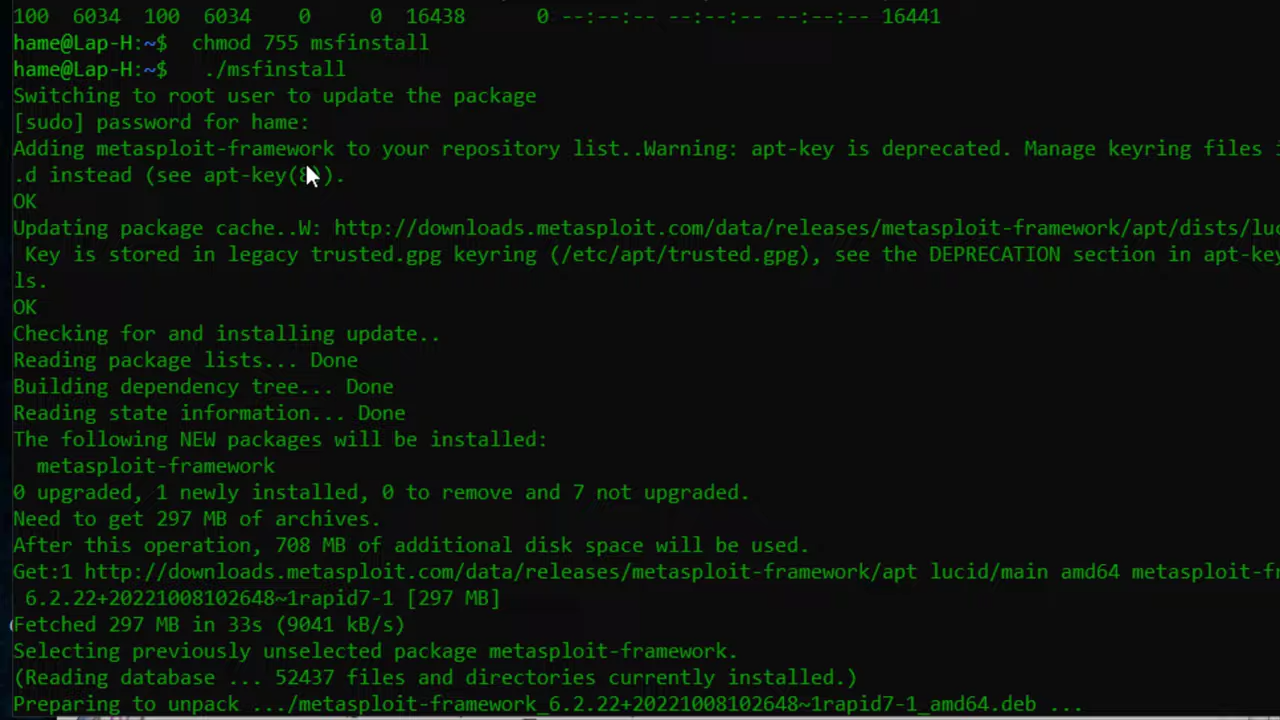 100  6034  100  6034    0     0  16438      0 --:--:-- --:--:-- --:--:-- 16441
hame@Lap-H:~$  chmod 755 msfinstall
hame@Lap-H:~$   ./msfinstall
Switching to root user to update the package
[sudo] password for hame:
Adding metasploit-framework to your repository list..Warning: apt-key is deprecated. Manage keyring files
.d instead (see apt-key(8)).
OK
Updating package cache..W: http://downloads.metasploit.com/data/releases/metasploit-framework/apt/dists/luc
 Key is stored in legacy trusted.gpg keyring (/etc/apt/trusted.gpg), see the DEPRECATION section in apt-key
ls.
OK
Checking for and installing update..
Reading package lists... Done
Building dependency tree... Done
Reading state information... Done
The following NEW packages will be installed:
  metasploit-framework
0 upgraded, 1 newly installed, 0 to remove and 7 not upgraded.
Need to get 297 MB of archives.
After this operation, 708 MB of additional disk space will be used.
Get:1 http://downloads.metasploit.com/data/releases/metasploit-framework/apt lucid/main amd64 metasploit-fr
 6.2.22+20221008102648~1rapid7-1 [297 MB]
Fetched 297 MB in 33s (9041 kB/s)
Selecting previously unselected package metasploit-framework.
(Reading database ... 52437 files and directories currently installed.)
Preparing to unpack .../metasploit-framework_6.2.22+20221008102648~1rapid7-1_amd64.deb ...